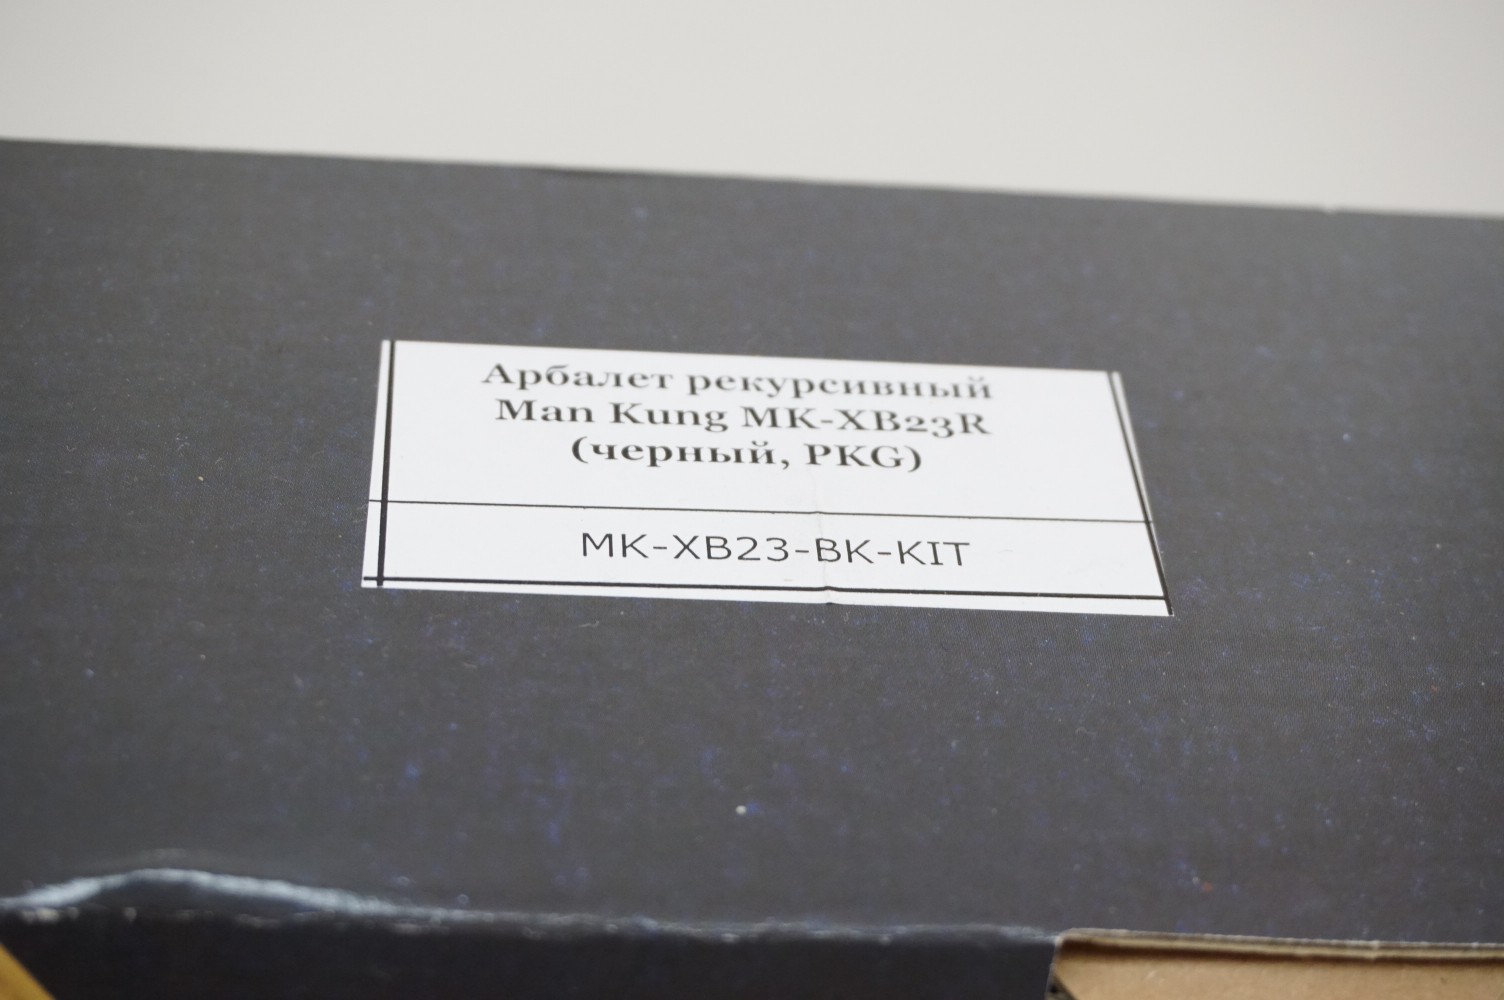 Арбалет рекурсивный
Man Kung MK-XB23R
(черный, PKG)
MK-XB23-BK-KIT